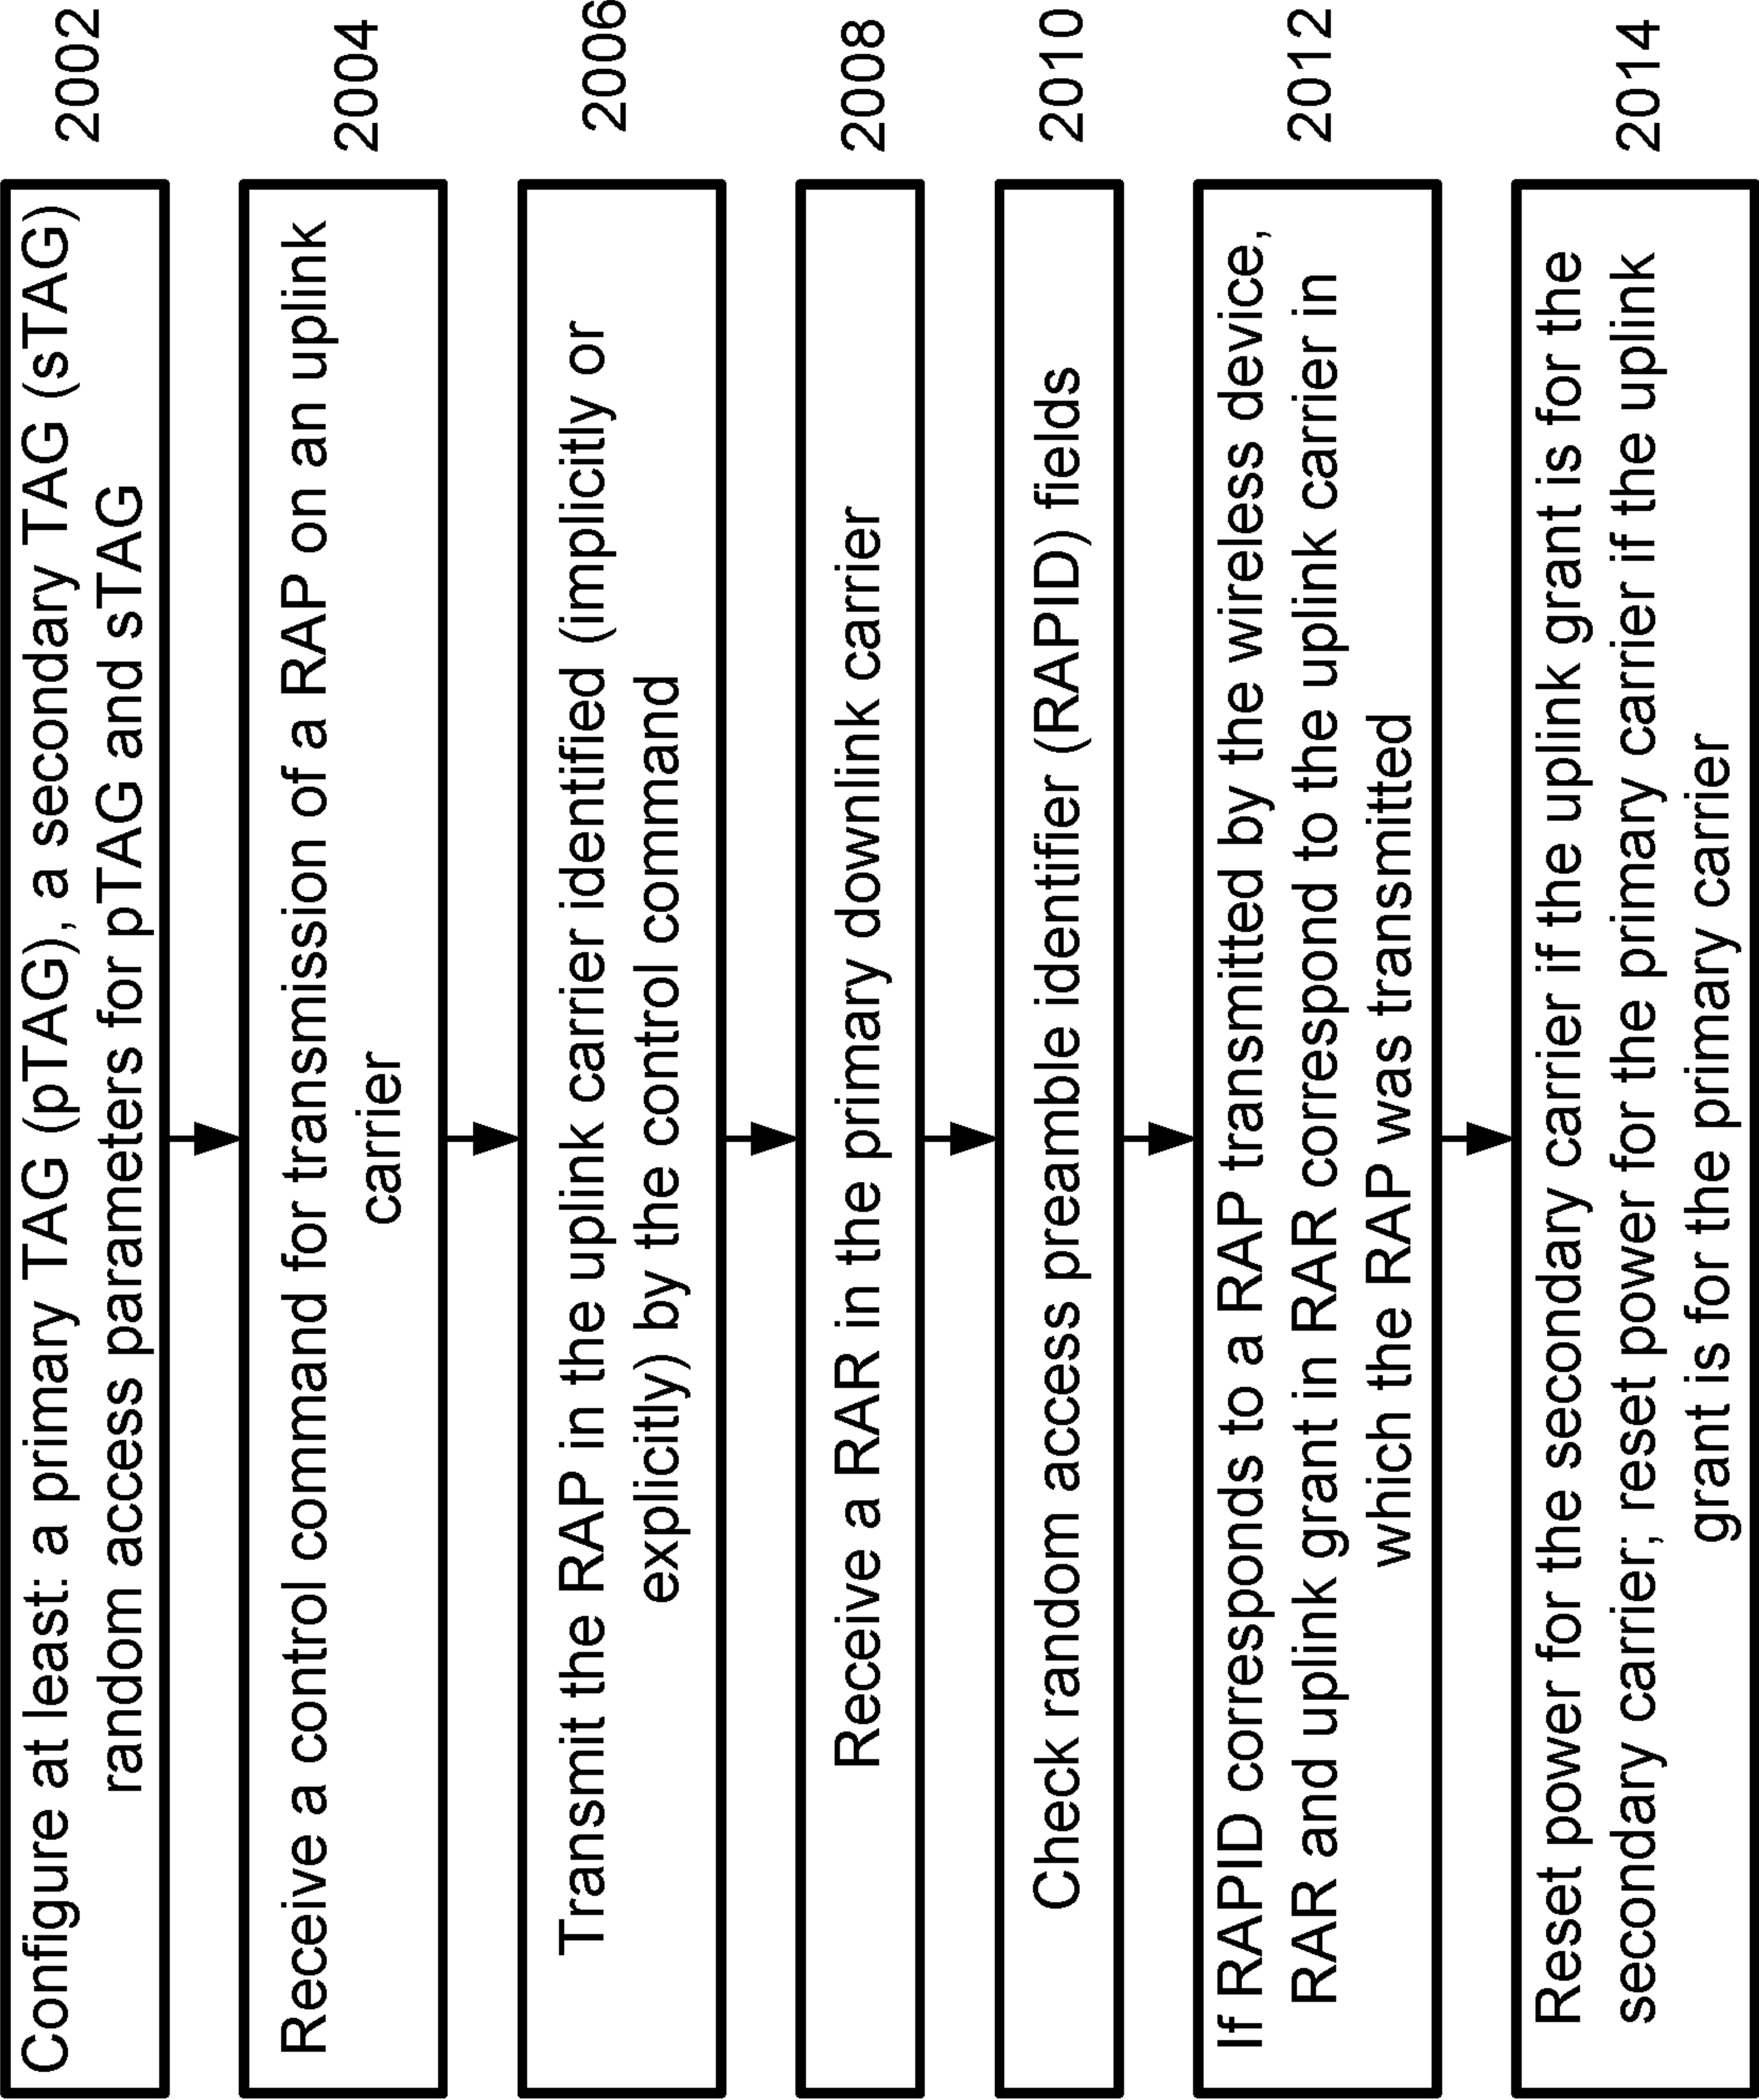 Configure at least: a primary TAG (pTAG), a secondary TAG (sTAG)
random access parameters for pTAG and sTAG
2002
Receive a control command for transmission of a RAP on an uplink
carrier
2004
Transmit the RAP in the uplink carrier identified (implicitly or
explicitly) by the control command
2006
Receive a RAR in the primary downlink carrier
2008
Check random access preamble identifier (RAPID) fields
2010
If RAPID corresponds to a RAP transmitted by the wireless device,
RAR and uplink grant in RAR correspond to the uplink carrier in
which the RAP was transmitted
2012
Reset power for the secondary carrier if the uplink grant is for the
secondary carrier; reset power for the primary carrier if the uplink
grant is for the primary carrier
2014